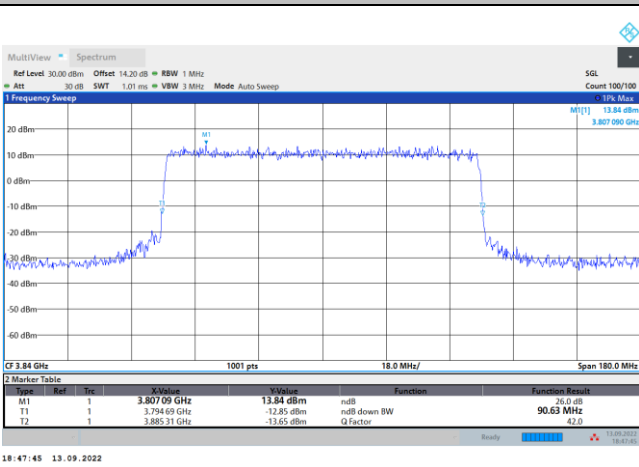 MultiView Spectrum
Ref Level 30.00 dBm Offset 14.20 dB RBW 1 MHz SGL
Att 30 dB SWT 1.01 ms VBW 3 MHz Mode Auto Sweep Count 100/100
1 Frequency Sweep 1Pk Max
M1[1] 13.84 dBm
3.807 090 GHz
M1
20 dBm
10 dBm
0 dBm
-10 dBm
T1
T2
-20 dBm
-30 dBm
-40 dBm
-50 dBm
-60 dBm
CF 3.84 GHz 1001 pts 18.0 MHz/ Span 180.0 MHz
2 Marker Table
Type Ref Trc X-Value Y-Value Function Function Result
M1 1 3.807 09 GHz 13.84 dBm ndB 26.0 dB
T1 1 3.794 69 GHz -12.85 dBm ndB down BW 90.63 MHz
T2 1 3.885 31 GHz -13.65 dBm Q Factor 42.0
Ready 13.09.2022
18:47:45
18:47:45 13.09.2022